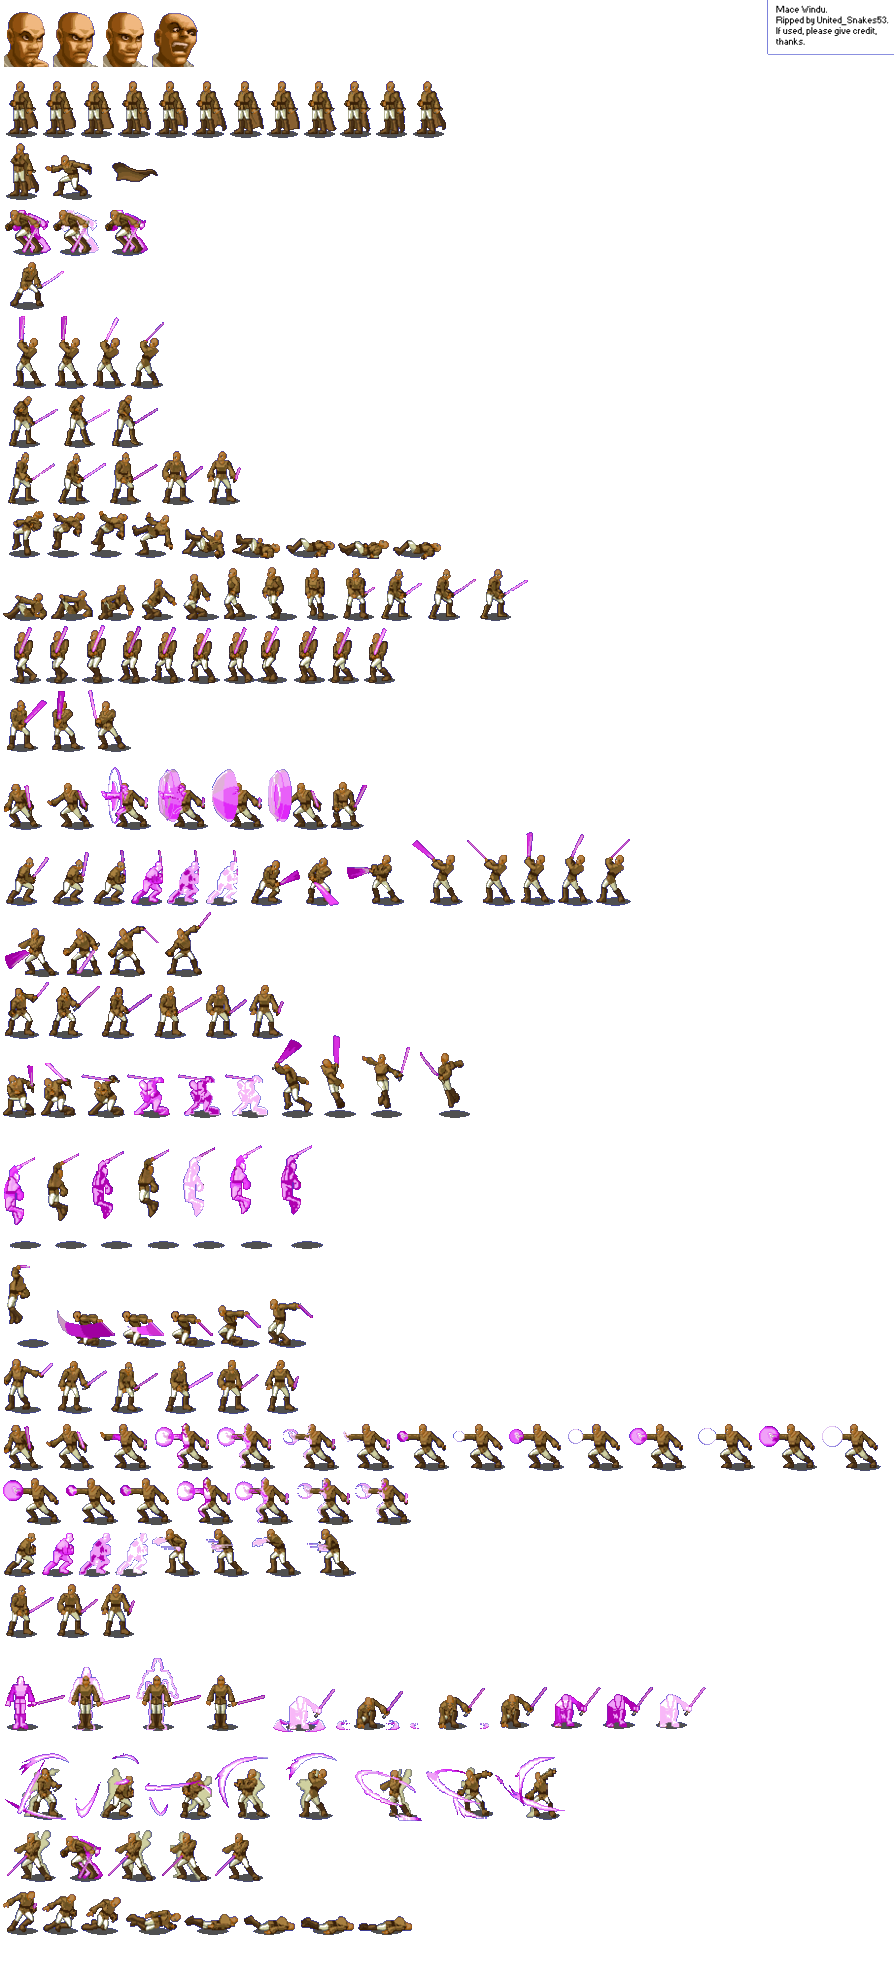 Mace Windu.
Ripped by United_Snakes53.
If used, please give credit,
thanks.